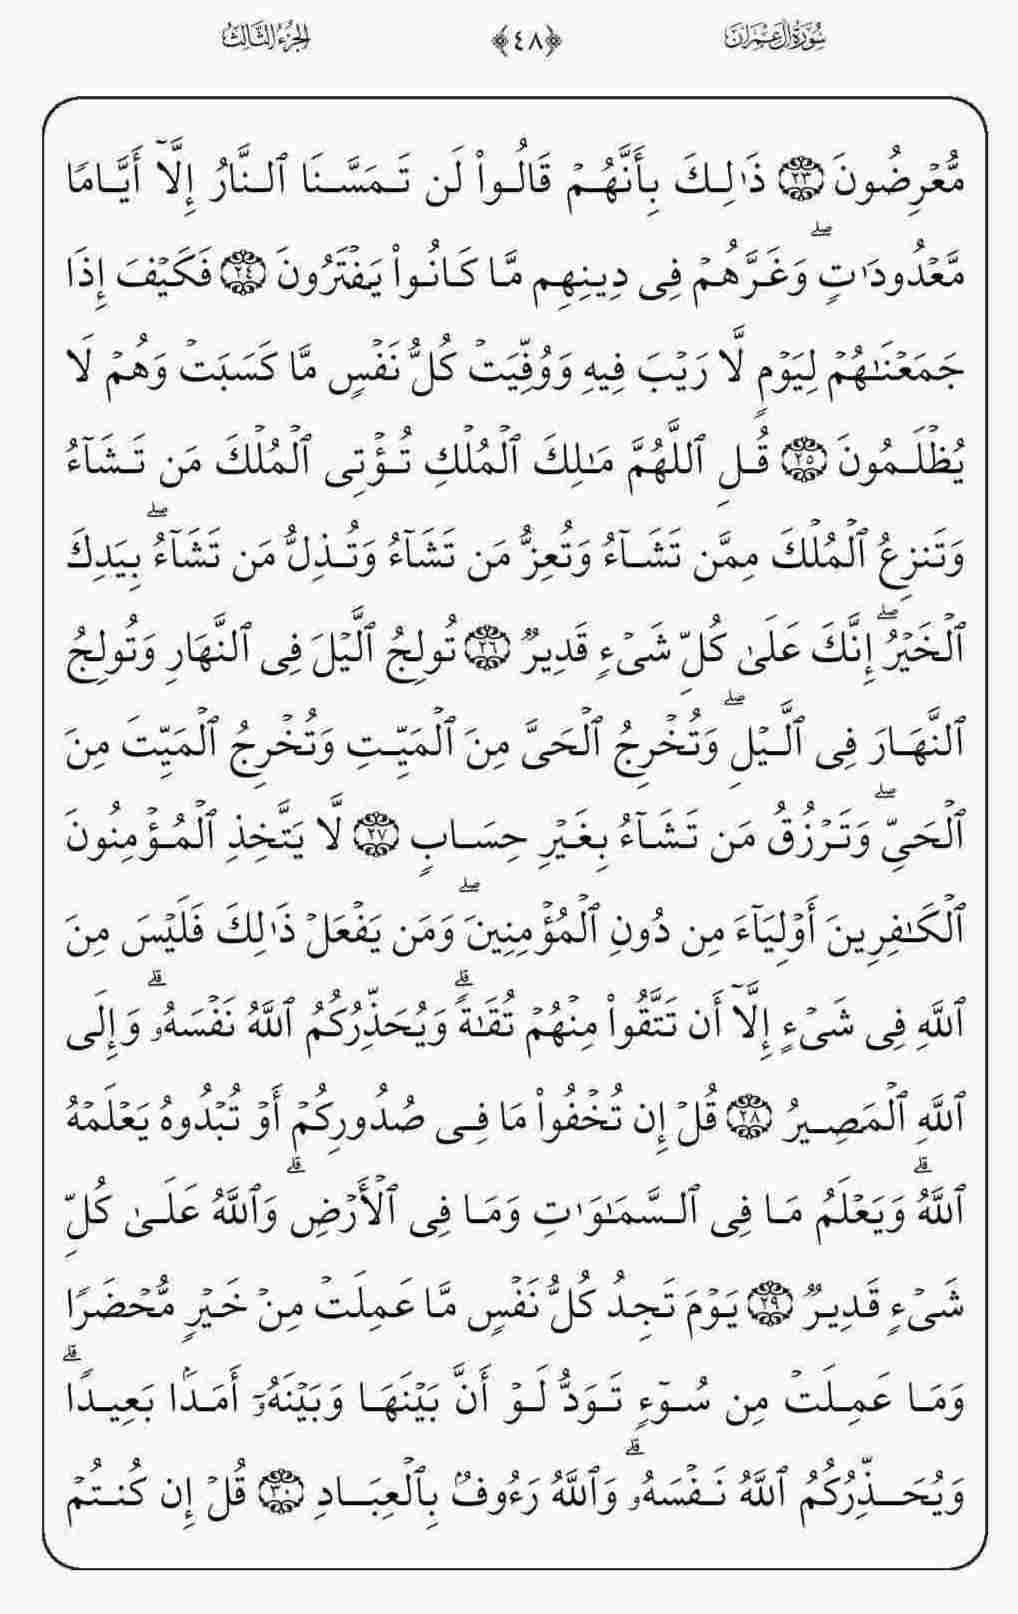 سُورَةُ آلِ عِمْرَانَ ﴿٤٨﴾ الجُزْءُ الثَّالِثُ
مُّعْرِضُونَ ٢٣ ذَٰلِكَ بِأَنَّهُمْ قَالُوا۟ لَن تَمَسَّنَا ٱلنَّارُ إِلَّآ أَيَّامًا
مَّعْدُودَٰتٍۖ وَغَرَّهُمْ فِى دِينِهِم مَّا كَانُوا۟ يَفْتَرُونَ ٢٤ فَكَيْفَ إِذَا
جَمَعْنَـٰهُمْ لِيَوْمٍ لَّا رَيْبَ فِيهِ وَوُفِّيَتْ كُلُّ نَفْسٍ مَّا كَسَبَتْ وَهُمْ لَا
يُظْلَمُونَ ٢٥ قُلِ ٱللَّهُمَّ مَـٰلِكَ ٱلْمُلْكِ تُؤْتِى ٱلْمُلْكَ مَن تَشَآءُ
وَتَنزِعُ ٱلْمُلْكَ مِمَّن تَشَآءُ وَتُعِزُّ مَن تَشَآءُ وَتُذِلُّ مَن تَشَآءُۖ بِيَدِكَ
ٱلْخَيْرُۖ إِنَّكَ عَلَىٰ كُلِّ شَىْءٍ قَدِيرٌ ٢٦ تُولِجُ ٱلَّيْلَ فِى ٱلنَّهَارِ وَتُولِجُ
ٱلنَّهَارَ فِى ٱلَّيْلِۖ وَتُخْرِجُ ٱلْحَىَّ مِنَ ٱلْمَيِّتِ وَتُخْرِجُ ٱلْمَيِّتَ مِنَ
ٱلْحَىِّۖ وَتَرْزُقُ مَن تَشَآءُ بِغَيْرِ حِسَابٍ ٢٧ لَّا يَتَّخِذِ ٱلْمُؤْمِنُونَ
ٱلْكَـٰفِرِينَ أَوْلِيَآءَ مِن دُونِ ٱلْمُؤْمِنِينَۖ وَمَن يَفْعَلْ ذَٰلِكَ فَلَيْسَ مِنَ
ٱللَّهِ فِى شَىْءٍ إِلَّآ أَن تَتَّقُوا۟ مِنْهُمْ تُقَىٰةًۗ وَيُحَذِّرُكُمُ ٱللَّهُ نَفْسَهُۥۗ وَإِلَى
ٱللَّهِ ٱلْمَصِيرُ ٢٨ قُلْ إِن تُخْفُوا۟ مَا فِى صُدُورِكُمْ أَوْ تُبْدُوهُ يَعْلَمْهُ
ٱللَّهُۗ وَيَعْلَمُ مَا فِى ٱلسَّمَـٰوَٰتِ وَمَا فِى ٱلْأَرْضِۗ وَٱللَّهُ عَلَىٰ كُلِّ
شَىْءٍ قَدِيرٌ ٢٩ يَوْمَ تَجِدُ كُلُّ نَفْسٍ مَّا عَمِلَتْ مِنْ خَيْرٍ مُّحْضَرًا
وَمَا عَمِلَتْ مِن سُوٓءٍ تَوَدُّ لَوْ أَنَّ بَيْنَهَا وَبَيْنَهُۥٓ أَمَدًۢا بَعِيدًاۗ
وَيُحَذِّرُكُمُ ٱللَّهُ نَفْسَهُۥۗ وَٱللَّهُ رَءُوفٌۢ بِٱلْعِبَادِ ٣٠ قُلْ إِن كُنتُمْ